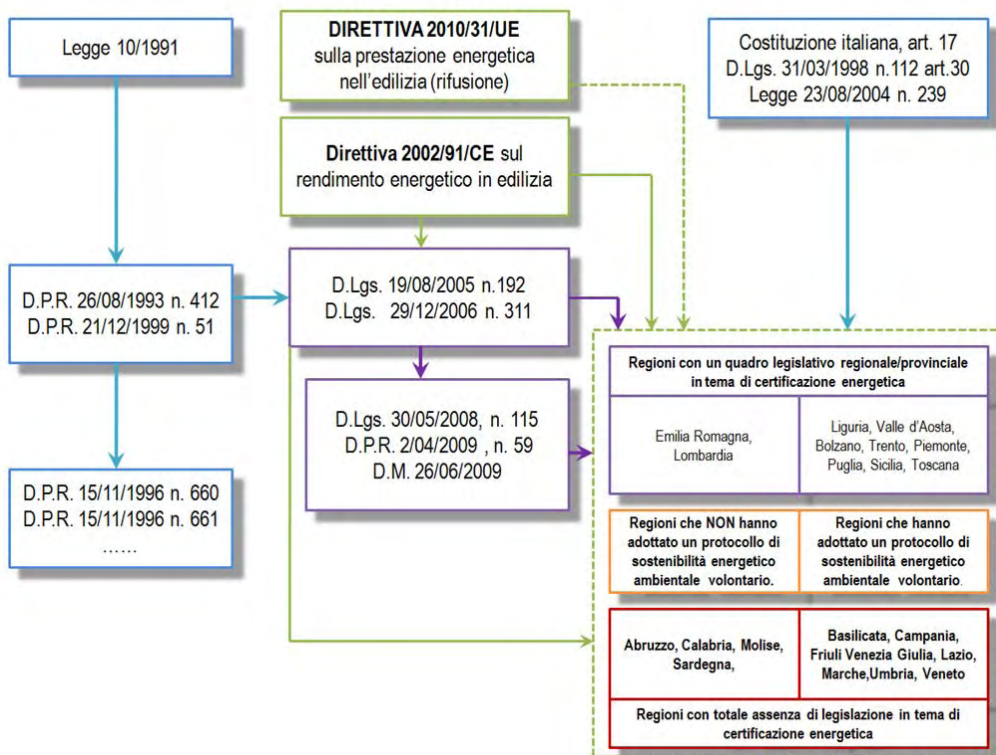 Legge 10/1991
DIRETTIVA 2010/31/UE
sulla prestazione energetica
nell'edilizia (rifusione)
Costituzione italiana, art. 17
D.Lgs. 31/03/1998 n.112 art.30
Legge 23/08/2004 n. 239
Direttiva 2002/91/CE sul
rendimento energetico in edilizia
D.P.R. 26/08/1993 n. 412
D.P.R. 21/12/1999 n. 51
D.Lgs. 19/08/2005 n.192
D.Lgs. 29/12/2006 n. 311
D.Lgs. 30/05/2008, n. 115
D.P.R. 2/04/2009 , n. 59
D.M. 26/06/2009
D.P.R. 15/11/1996 n. 660
D.P.R. 15/11/1996 n. 661
……
Regioni con un quadro legislativo regionale/provinciale
in tema di certificazione energetica
Emilia Romagna,
Lombardia
Liguria, Valle d'Aosta,
Bolzano, Trento, Piemonte,
Puglia, Sicilia, Toscana
Regioni che NON hanno
adottato un protocollo di
sostenibilità energetico
ambientale volontario.
Regioni che hanno
adottato un protocollo di
sostenibilità energetico
ambientale volontario.
Abruzzo, Calabria, Molise,
Sardegna,
Basilicata, Campania,
Friuli Venezia Giulia, Lazio,
Marche,Umbria, Veneto
Regioni con totale assenza di legislazione in tema di
certificazione energetica